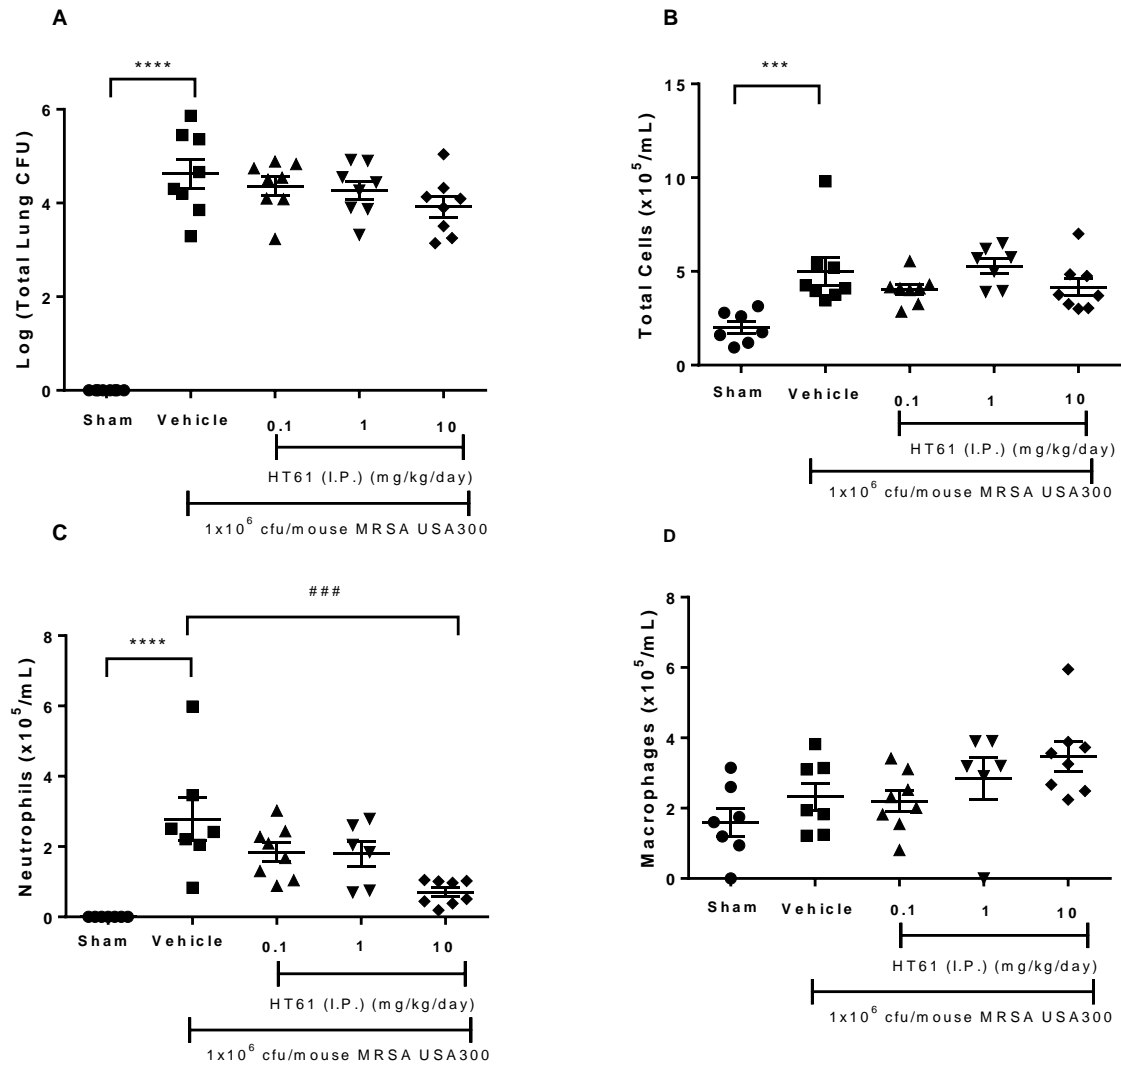 A
****
Log (Total Lung CFU)
6
4
2
0
Sham
Vehicle
0.1
1
10
HT61 (I.P.) (mg/kg/day)
1x10⁶ cfu/mouse MRSA USA300
B
***
Total Cells (x10⁵/mL)
15
10
5
0
Sham
Vehicle
0.1
1
10
HT61 (I.P.) (mg/kg/day)
1x10⁶ cfu/mouse MRSA USA300
C
###
****
Neutrophils (x10⁵/mL)
8
6
4
2
0
Sham
Vehicle
0.1
1
10
HT61 (I.P.) (mg/kg/day)
1x10⁶ cfu/mouse MRSA USA300
D
Macrophages (x10⁵/mL)
8
6
4
2
0
Sham
Vehicle
0.1
1
10
HT61 (I.P.) (mg/kg/day)
1x10⁶ cfu/mouse MRSA USA300